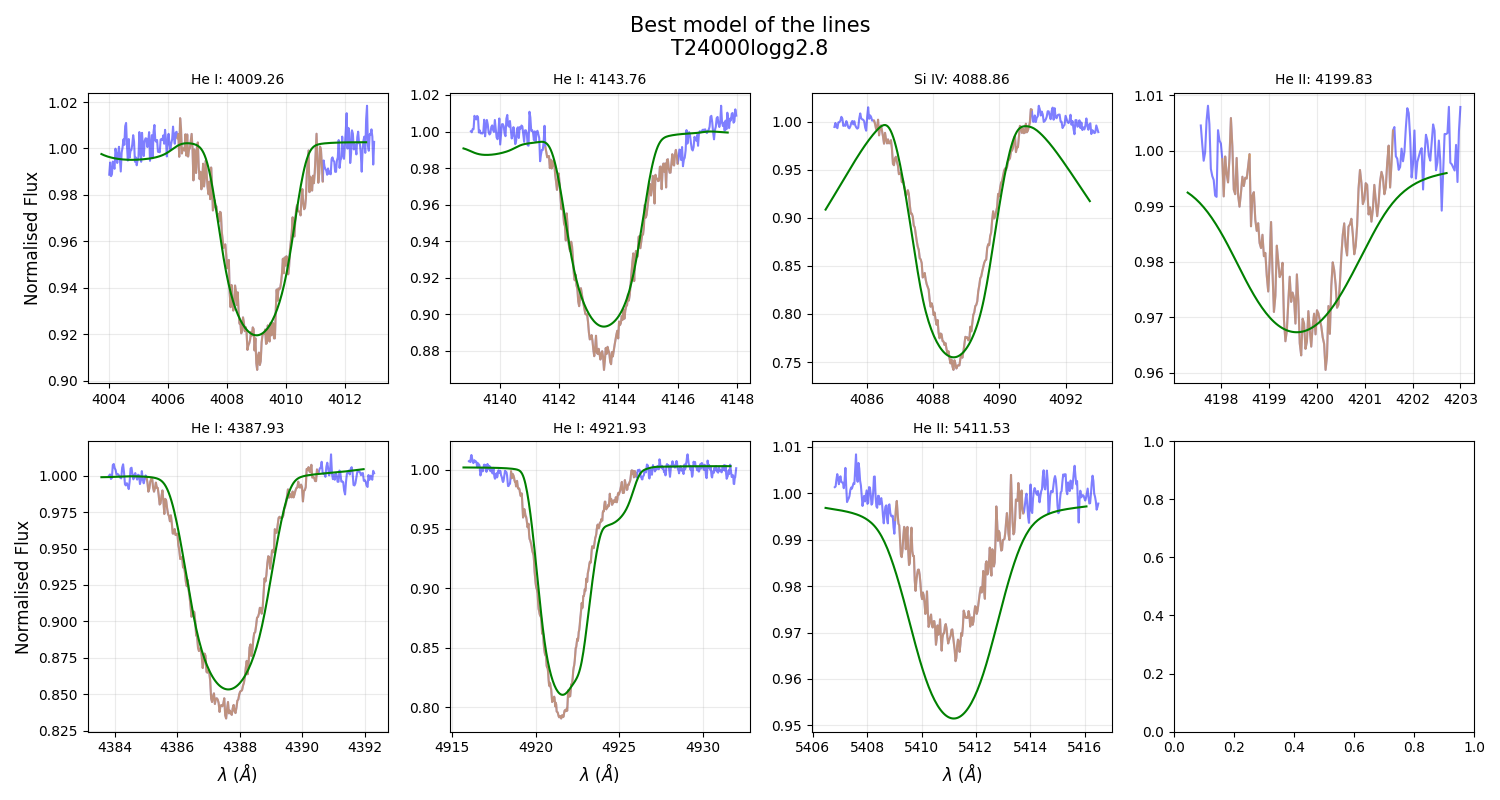 Best model of the lines
T24000logg2.8
He I: 4009.26
He I: 4143.76
Si IV: 4088.86
He II: 4199.83
Normalised Flux
1.02
1.00
0.98
0.96
0.94
0.92
0.90
4004 4006 4008 4010 4012
1.02
1.00
0.98
0.96
0.94
0.92
0.90
0.88
4140 4142 4144 4146 4148
1.00
0.95
0.90
0.85
0.80
0.75
4086 4088 4090 4092
1.01
1.00
0.99
0.98
0.97
0.96
4198 4199 4200 4201 4202 4203
He I: 4387.93
He I: 4921.93
He II: 5411.53
Normalised Flux
1.000
0.975
0.950
0.925
0.900
0.875
0.850
0.825
4384 4386 4388 4390 4392
λ (Å)
1.00
0.95
0.90
0.85
0.80
4915 4920 4925 4930
λ (Å)
1.01
1.00
0.99
0.98
0.97
0.96
0.95
5406 5408 5410 5412 5414 5416
λ (Å)
1.0
0.8
0.6
0.4
0.2
0.0
0.0 0.2 0.4 0.6 0.8 1.0